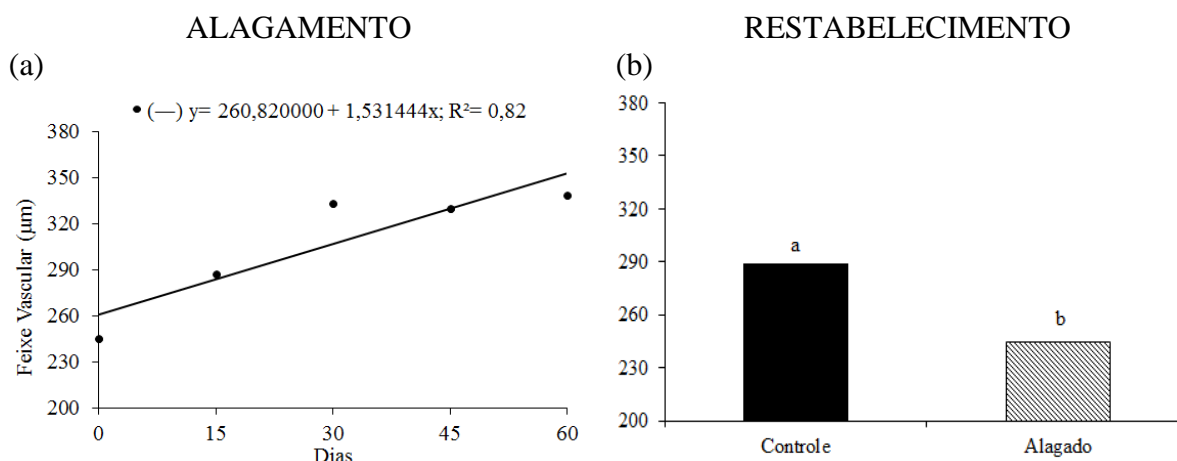 ALAGAMENTO
(a)
(—) y= 260,820000 + 1,531444x; R²= 0,82
Feixe Vascular (µm)
380
350
320
290
260
230
200
0 15 30 45 60
Dias
RESTABELECIMENTO
(b)
380
350
320
290
260
230
200
a
b
Controle Alagado